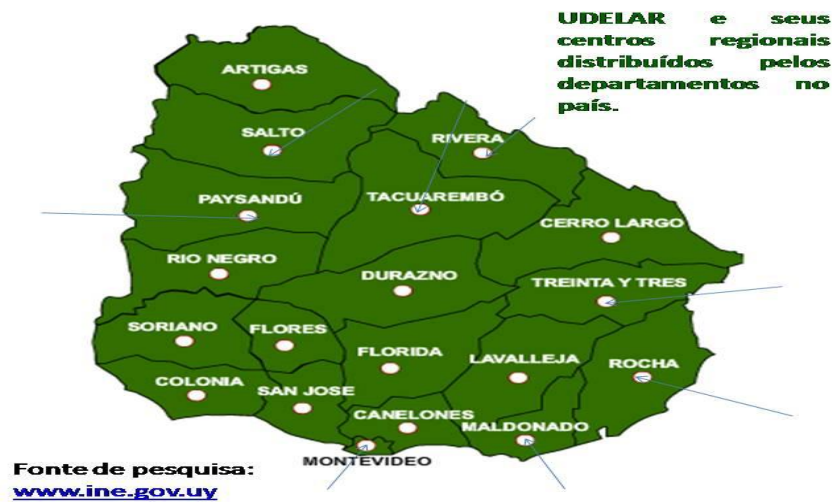 UDELAR e seus
centros regionais
distribuídos pelos
departamentos no
país.
ARTIGAS
SALTO
RIVERA
PAYSANDÚ
TACUAREMBÓ
CERRO LARGO
RIO NEGRO
DURAZNO
TREINTA Y TRES
SORIANO
FLORES
FLORIDA
LAVALLEJA
ROCHA
COLONIA
SAN JOSE
CANELONES
MALDONADO
MONTEVIDEO
Fonte de pesquisa:
www.ine.gov.uy